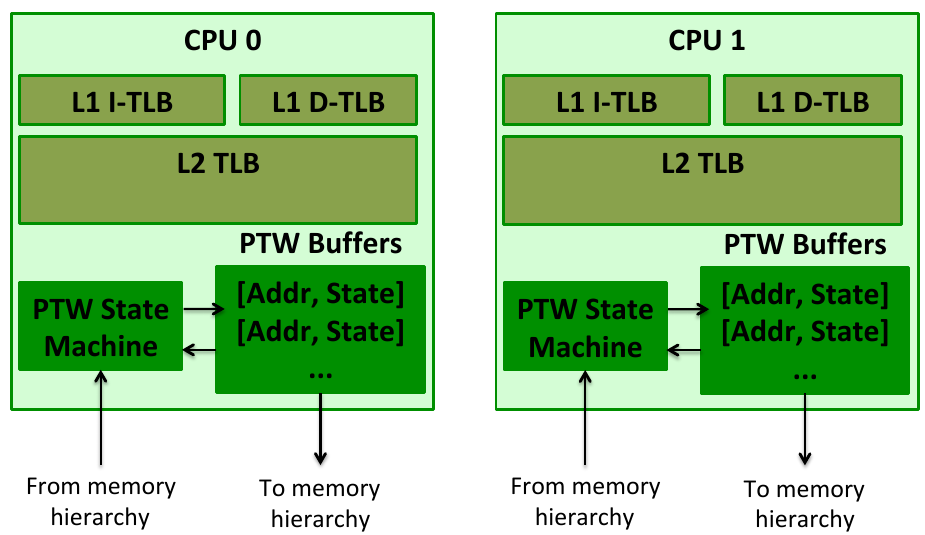 CPU 0
L1 I-TLB
L1 D-TLB
L2 TLB
PTW Buffers
PTW State
Machine
[Addr, State]
[Addr, State]
...
From memory
hierarchy
To memory
hierarchy
CPU 1
L1 I-TLB
L1 D-TLB
L2 TLB
PTW Buffers
PTW State
Machine
[Addr, State]
[Addr, State]
...
From memory
hierarchy
To memory
hierarchy